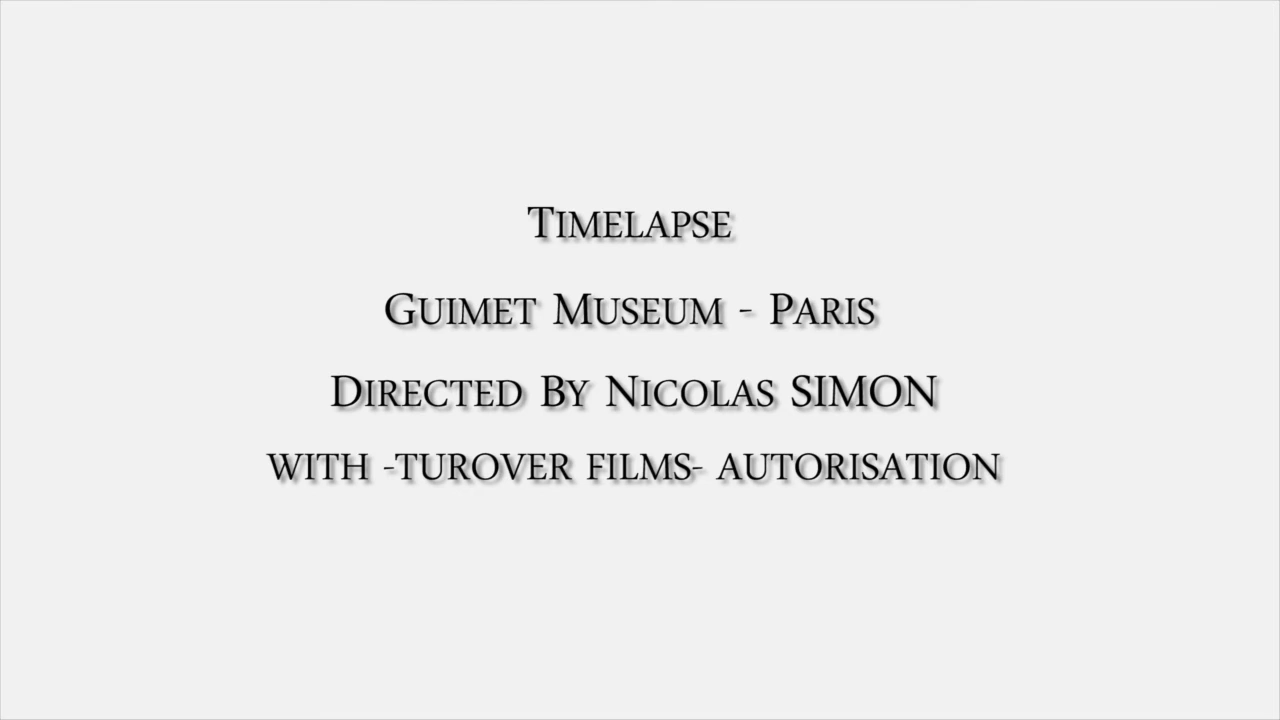 Timelapse
Guimet Museum - Paris
Directed By Nicolas SIMON
with -turover films- autorisation